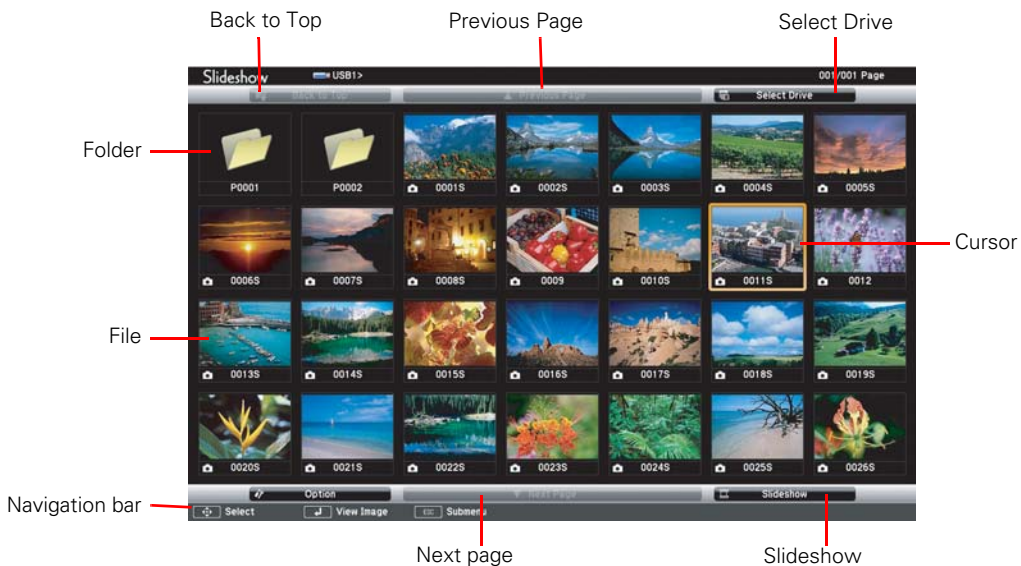 Back to Top
Previous Page
Select Drive
Slideshow
USB1>
001/001 Page
Back to Top
▲ Previous Page
Select Drive
Folder
P0001
P0002
0001S
0002S
0003S
0004S
0005S
Cursor
0006S
0007S
0008S
0009
0010S
0011S
0012
File
0013S
0014S
0015S
0016S
0017S
0018S
0019S
0020S
0021S
0022S
0023S
0024S
0025S
0026S
Navigation bar
Option
▼ Next Page
Slideshow
Select
View Image
ESC Submenu
Next page
Slideshow